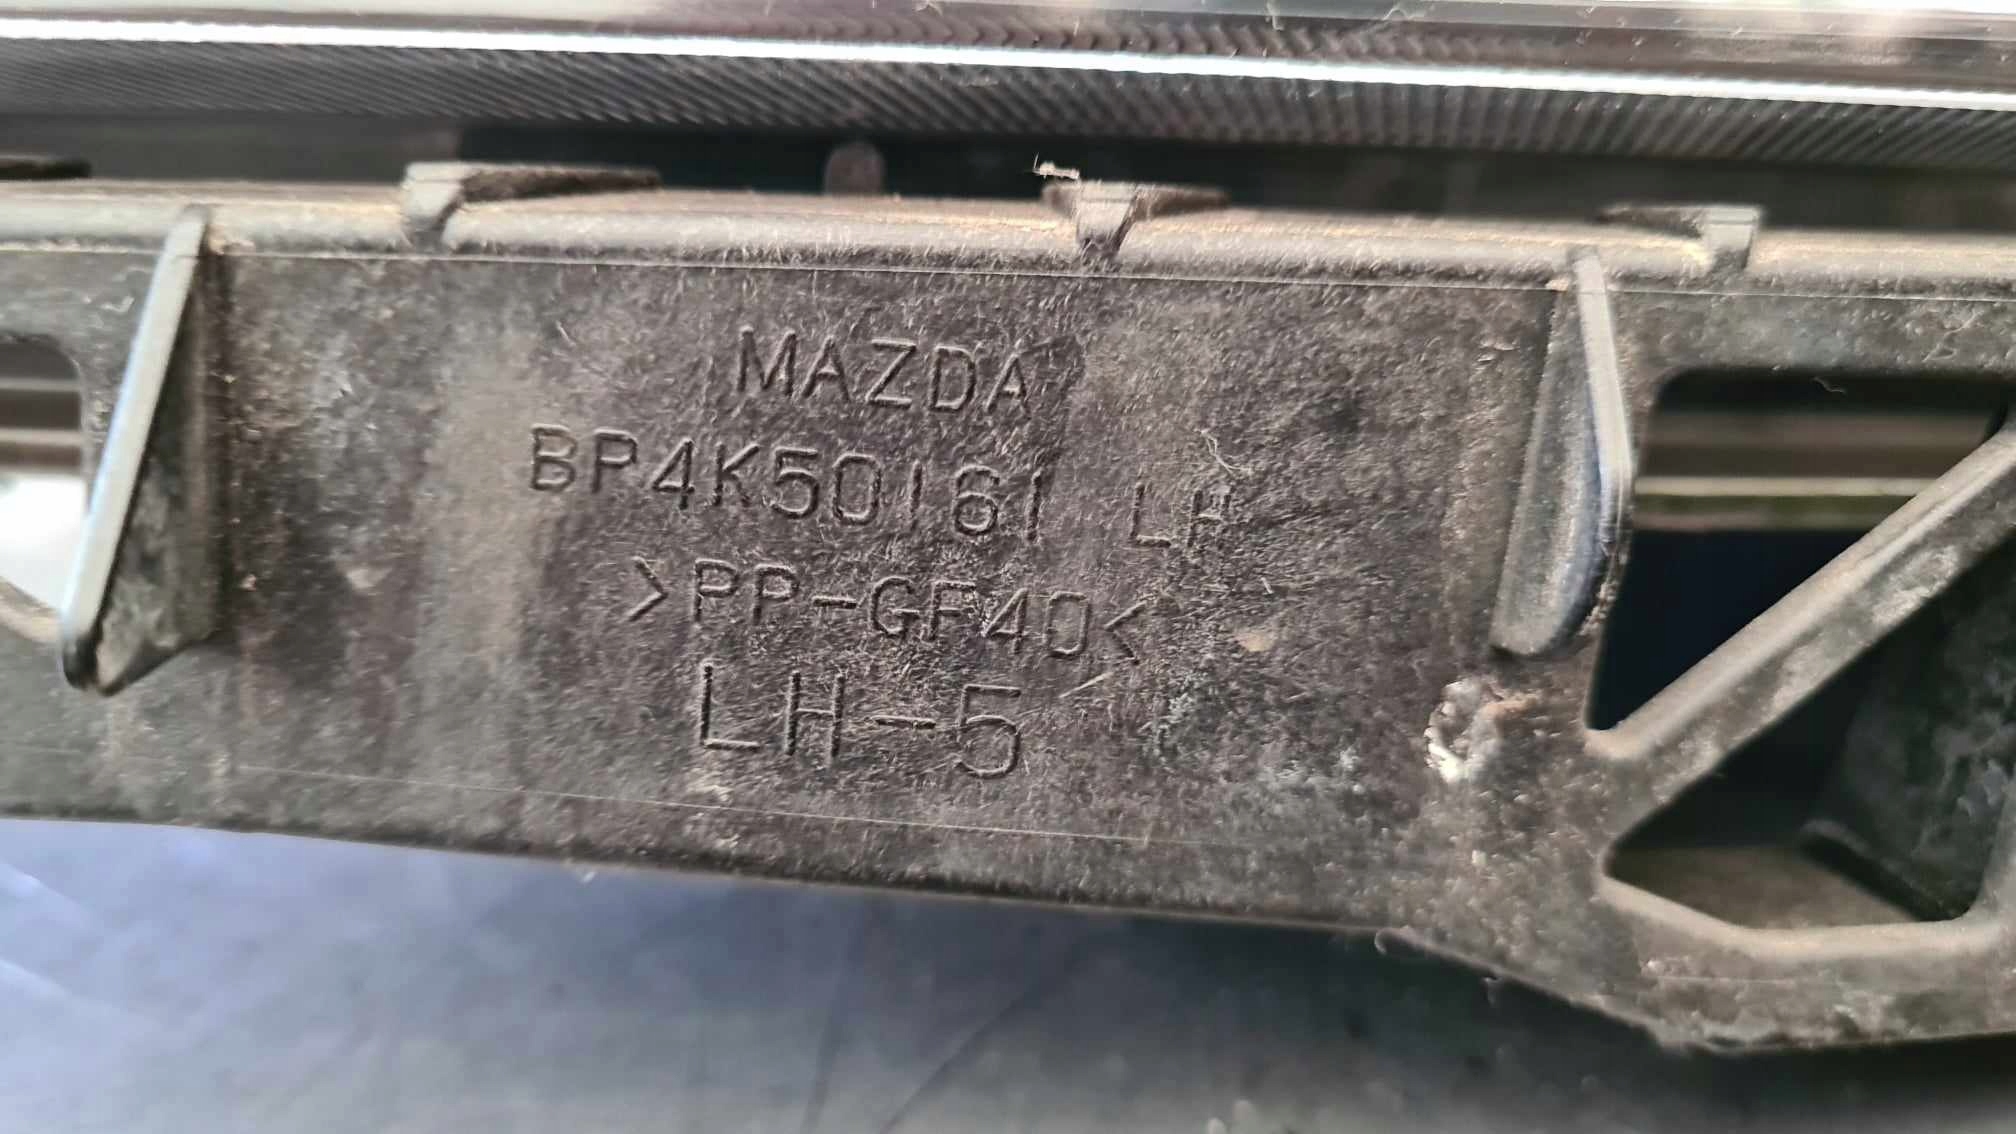 MAZDA
BP4K50161 LH
>PP-GF40<
LH-5